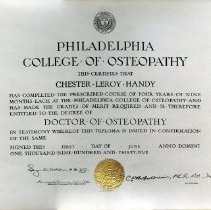 PHILADELPHIA
COLLEGE · OF · OSTEOPATHY
THIS CERTIFIES THAT
CHESTER · LEROY · HANDY
HAS COMPLETED THE PRESCRIBED COURSE OF FOUR YEARS OF NINE
MONTHS EACH AT THE PHILADELPHIA COLLEGE OF OSTEOPATHY AND
HAS MADE THE GRADES OF MERIT REQUIRED AND IS THEREFORE
ENTITLED TO THE DEGREE OF
DOCTOR · OF · OSTEOPATHY
IN TESTIMONY WHEREOF THIS DIPLOMA IS ISSUED IN CONFIRMATION
OF THE SAME
SIGNED THIS FIRST DAY OF JUNE ANNO DOMINI
ONE THOUSAND NINE HUNDRED AND THIRTY-FIVE